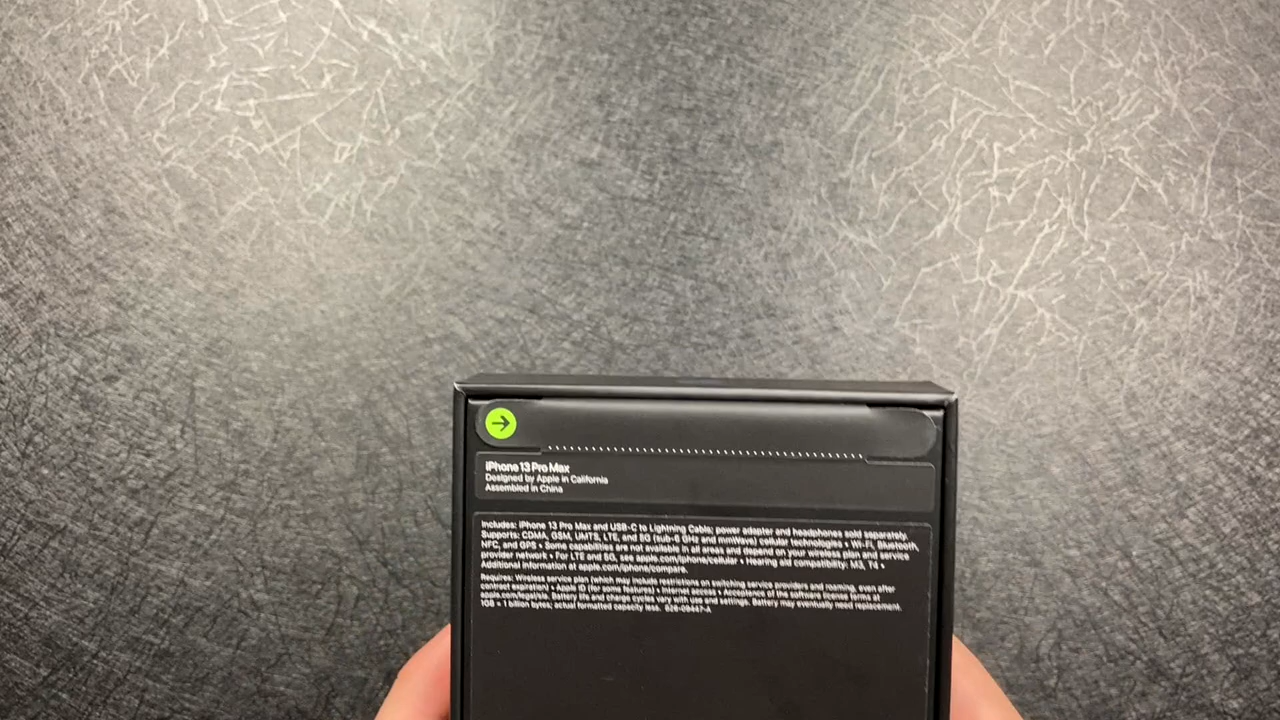 iPhone 13 Pro Max
Designed by Apple in California
Assembled in China
Includes: iPhone 13 Pro Max and USB-C to Lightning Cable; power adapter and headphones sold separately.
Supports: CDMA, GSM, UMTS, LTE, and 5G (sub-6 GHz and mmWave) cellular technologies • Wi-Fi, Bluetooth,
NFC, and GPS • Some capabilities are not available in all areas and depend on your wireless plan and service
provider network • For LTE and 5G, see apple.com/iphone/cellular • Hearing aid compatibility: M3, T4 •
Additional information at apple.com/iphone/compare.
Requires: Wireless service plan (which may include restrictions on switching service providers and roaming, even after
contract expiration) • Apple ID (for some features) • Internet access • Acceptance of the software license terms at
apple.com/legal/sla. Battery life and charge cycles vary with use and settings. Battery may eventually need replacement.
1GB = 1 billion bytes; actual formatted capacity less.